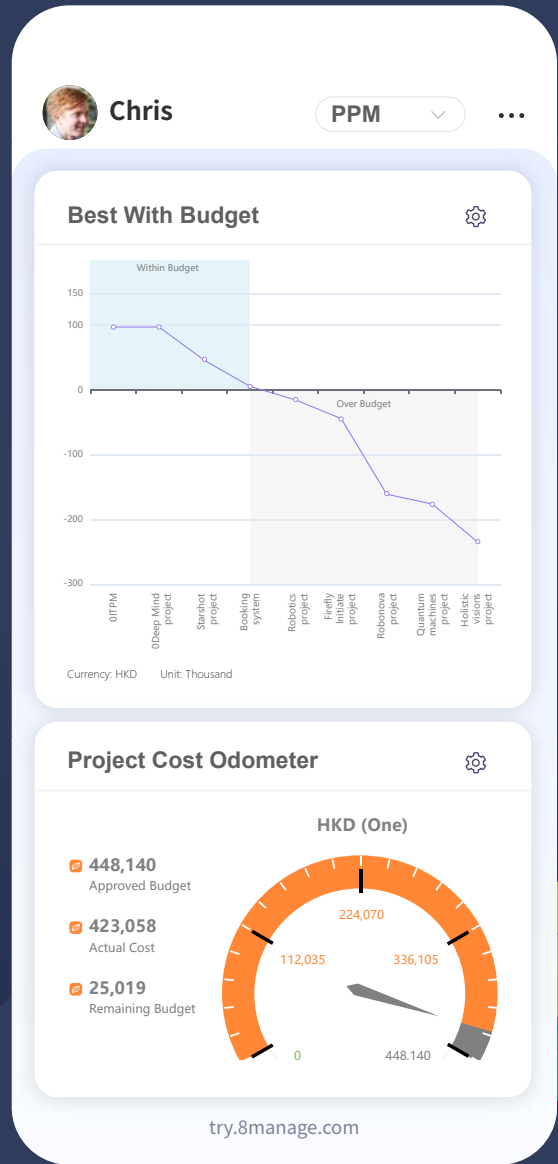 Chris
PPM
Best With Budget
Within Budget
150
100
0
Over Budget
-100
-200
-300
0ITPM
0Deep Mind
project
Starshot
project
Booking
system
Robotics
project
Firefly
Initiate
project
Robonova
project
Quantum
machines
project
Holistic
visions
project
Currency: HKD Unit: Thousand
Project Cost Odometer
HKD (One)
448,140
Approved Budget
423,058
Actual Cost
25,019
Remaining Budget
224,070
112,035
336,105
0
448.140
try.8manage.com